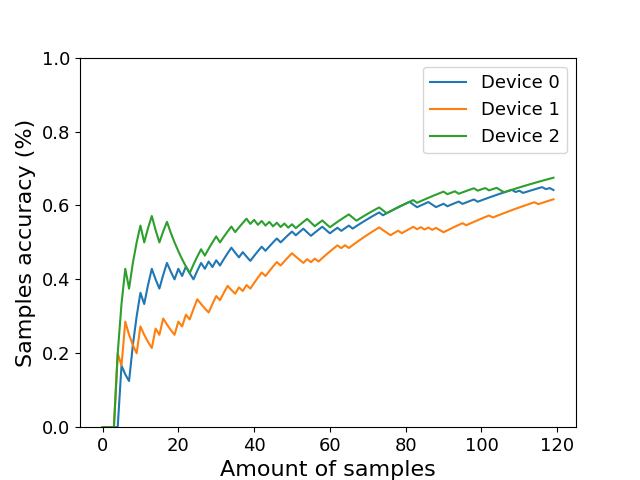 1.0
0.8
0.6
0.4
0.2
0.0
Samples accuracy (%)
Device 0
Device 1
Device 2
0 20 40 60 80 100 120
Amount of samples